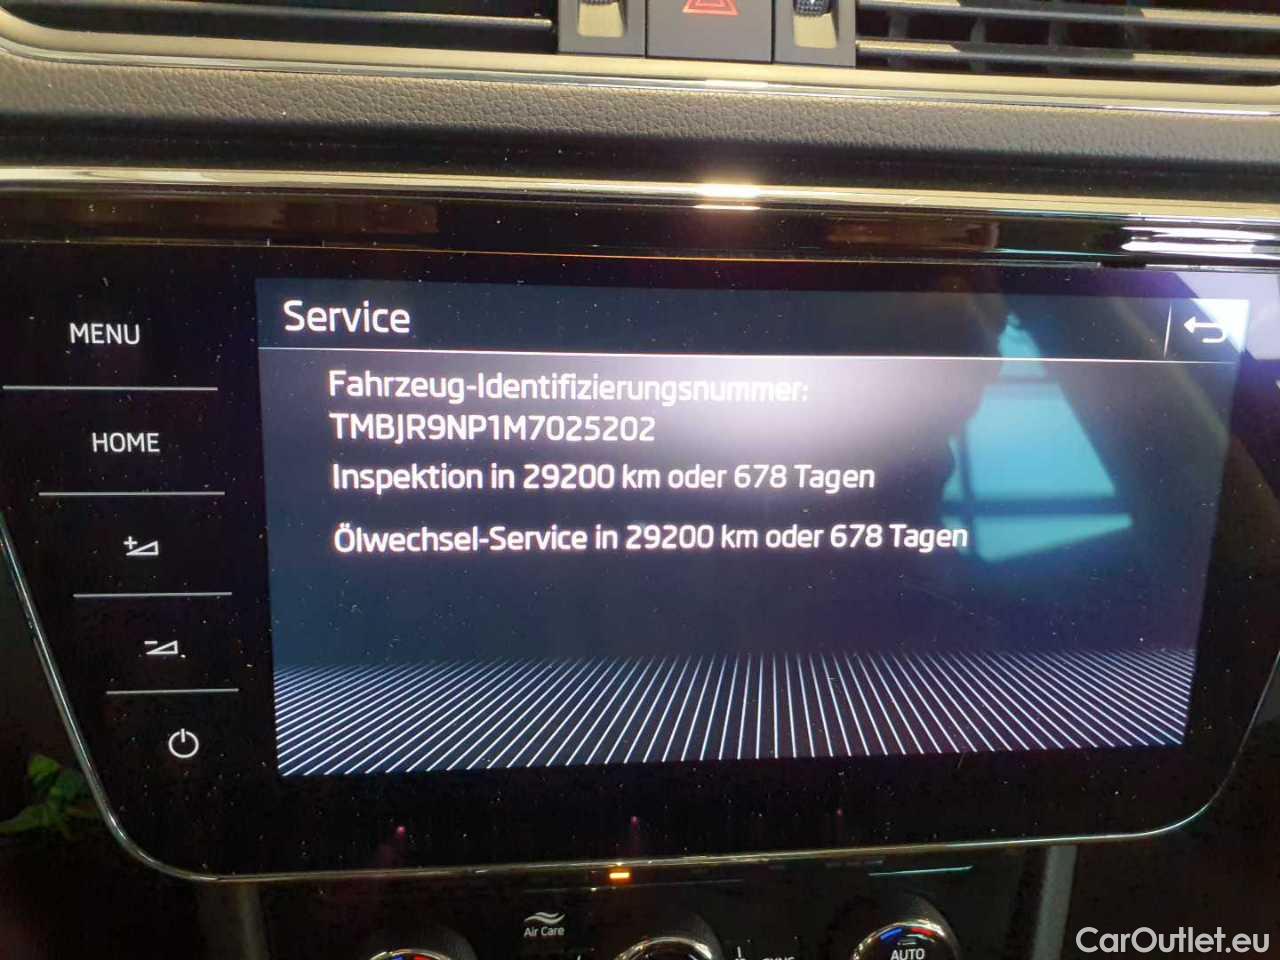 MENU
HOME
Service
Fahrzeug-Identifizierungsnummer:
TMBJR9NP1M7025202
Inspektion in 29200 km oder 678 Tagen
Ölwechsel-Service in 29200 km oder 678 Tagen
Air Care
AUTO
CarOutlet.eu